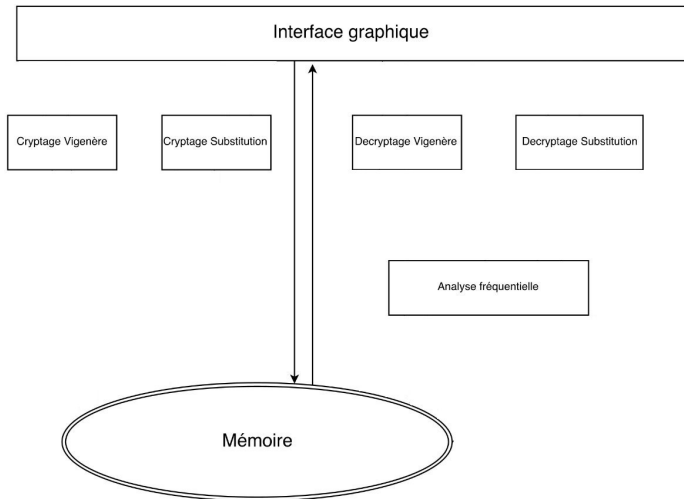 Interface graphique
Cryptage Vigenère
Cryptage Substitution
Decryptage Vigenère
Decryptage Substitution
Analyse fréquentielle
Mémoire